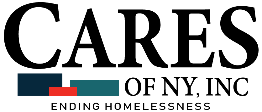 CARES
OF NY, INC
ENDING HOMELESSNESS